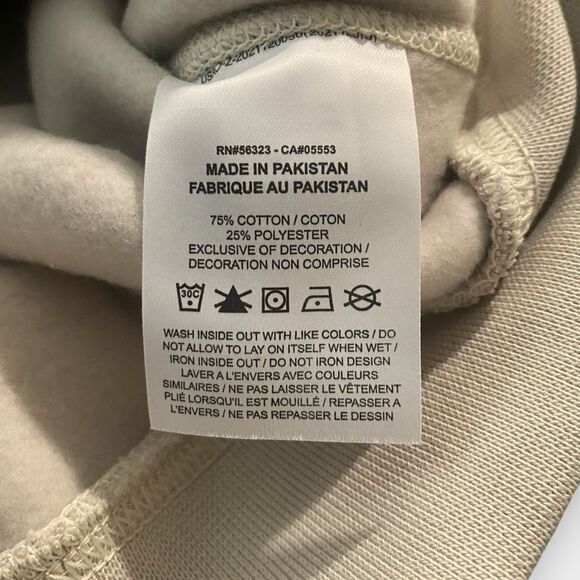 RN#56323 - CA#05553
MADE IN PAKISTAN
FABRIQUE AU PAKISTAN
75% COTTON / COTON
25% POLYESTER
EXCLUSIVE OF DECORATION /
DECORATION NON COMPRISE
30C
WASH INSIDE OUT WITH LIKE COLORS / DO
NOT ALLOW TO LAY ON ITSELF WHEN WET /
IRON INSIDE OUT / DO NOT IRON DESIGN
LAVER A L'ENVERS AVEC COULEURS
SIMILAIRES / NE PAS LAISSER LE VÊTEMENT
PLIÉ LORSQU'IL EST MOUILLÉ / REPASSER A
L'ENVERS / NE PAS REPASSER LE DESSIN